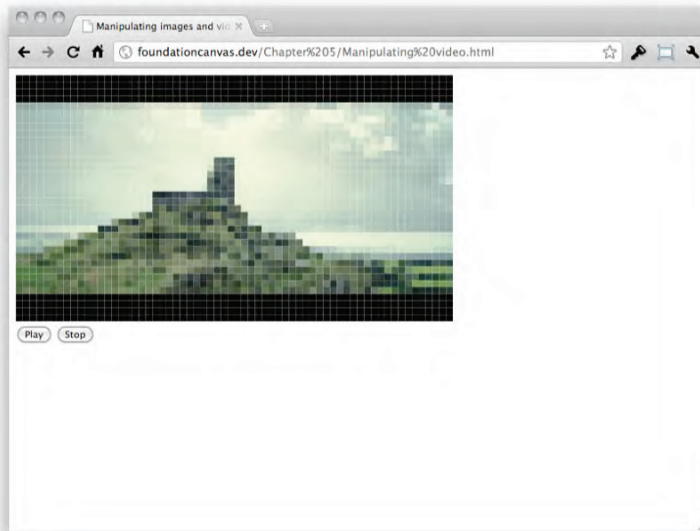 Manipulating images and vid
foundationcanvas.dev/Chapter%205/Manipulating%20video.html
Play Stop